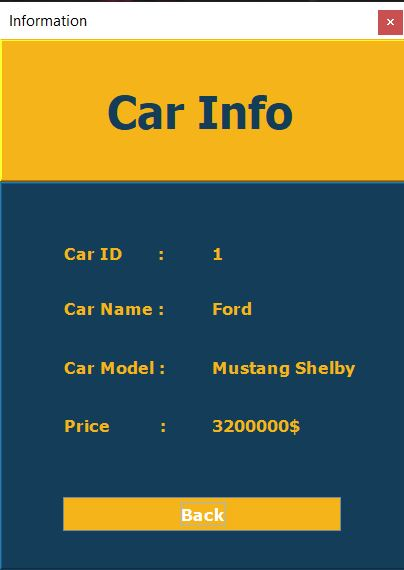 Information
Car Info
Car ID : 1
Car Name : Ford
Car Model : Mustang Shelby
Price : 3200000$
Back